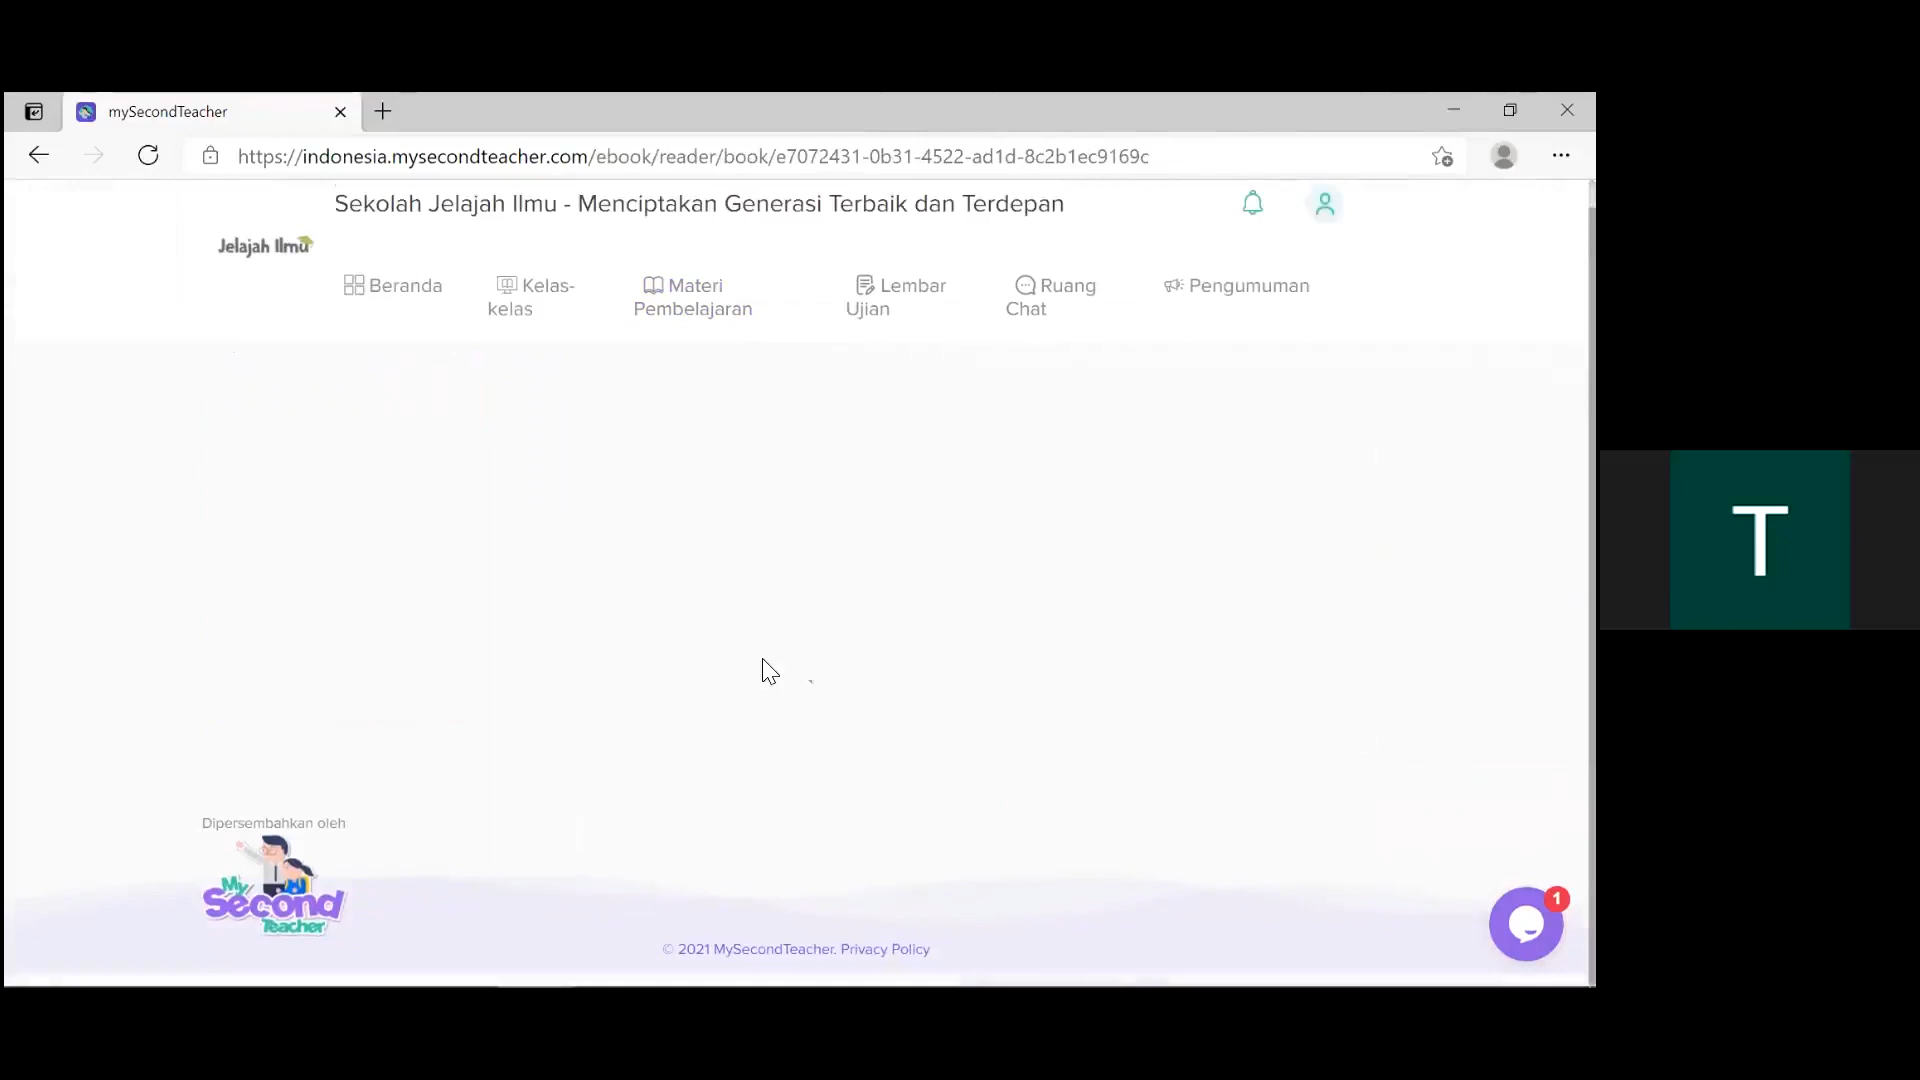 mySecondTeacher
https://indonesia.mysecondteacher.com/ebook/reader/book/e7072431-0b31-4522-ad1d-8c2b1ec9169c
Sekolah Jelajah Ilmu - Menciptakan Generasi Terbaik dan Terdepan
Jelajah Ilmu
Beranda
Kelas-
kelas
Materi
Pembelajaran
Lembar
Ujian
Ruang
Chat
Pengumuman
T
Dipersembahkan oleh
My
Second
Teacher
1
© 2021 MySecondTeacher. Privacy Policy